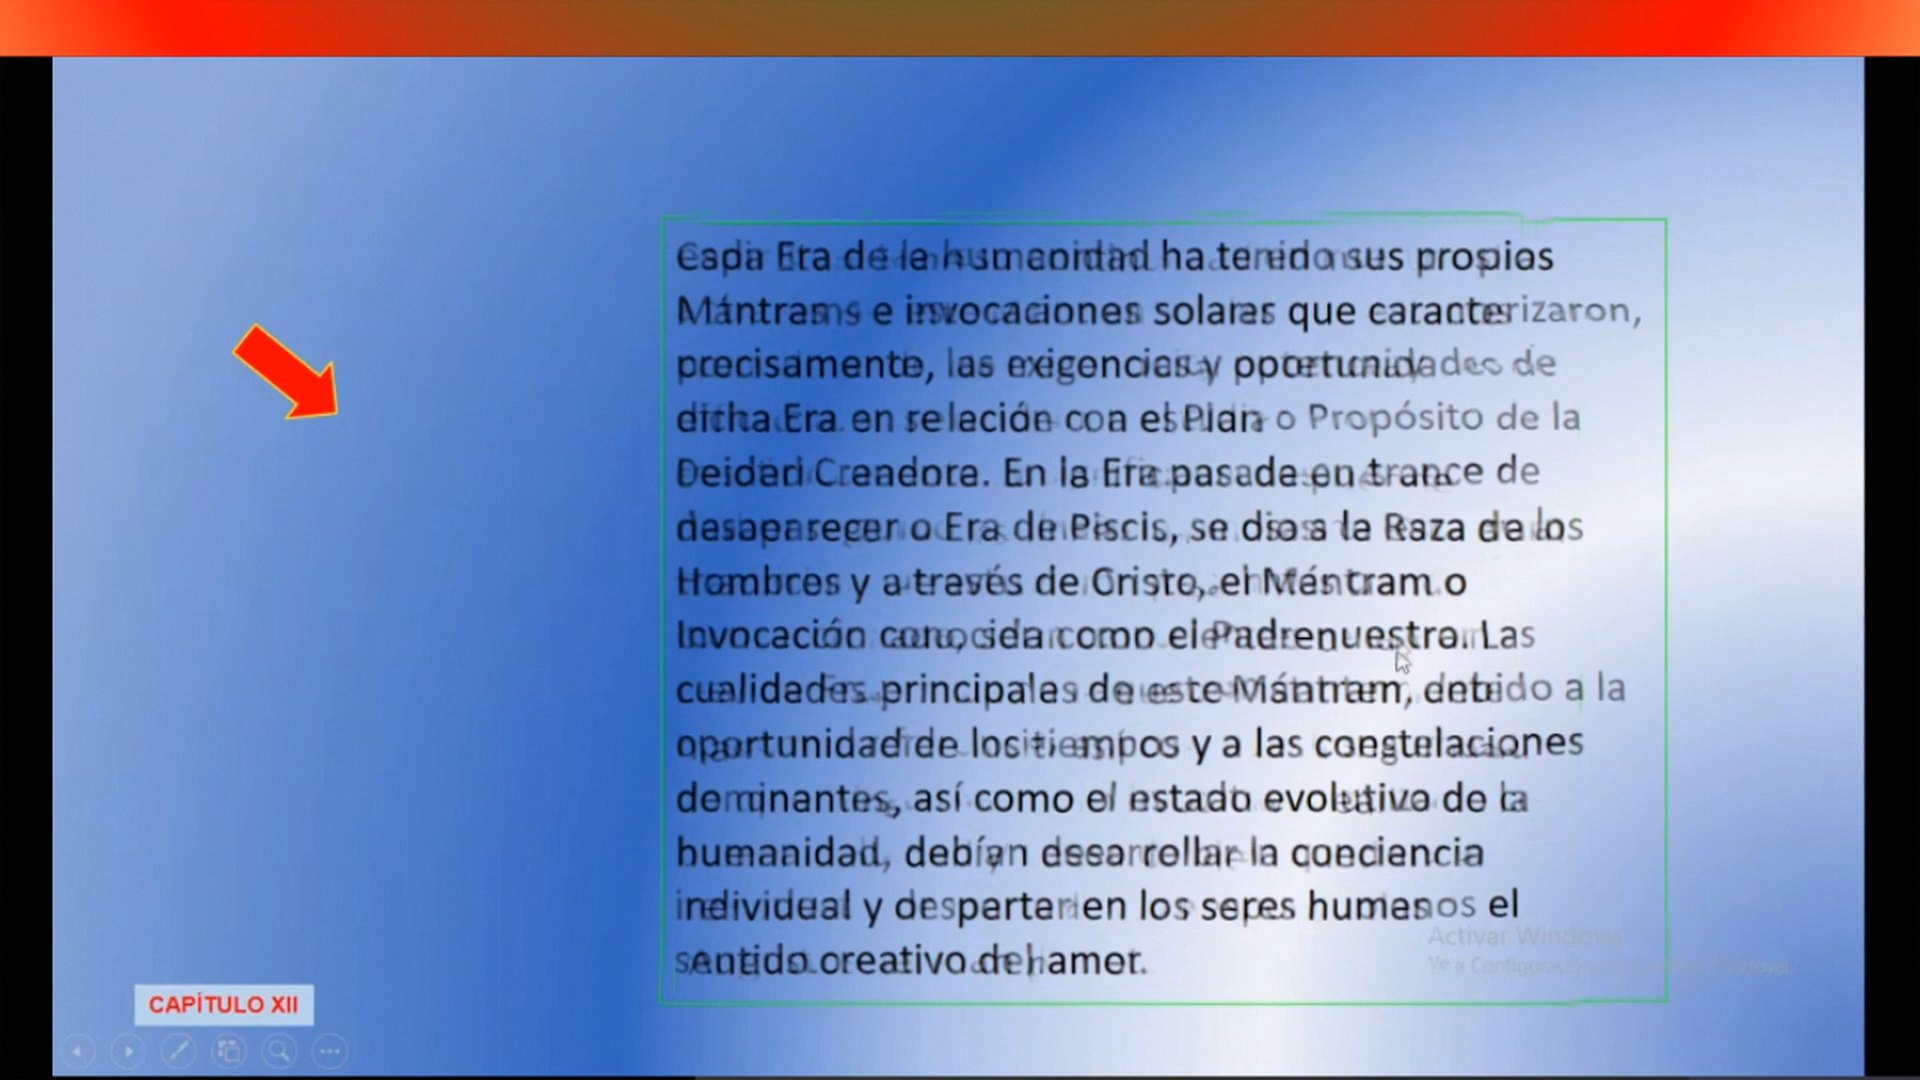 Cada Era de la humanidad ha tenido sus propios
Mántrams e invocaciones solares que caracterizaron,
precisamente, las exigencias y oportunidades de
dicha Era en relación con el Plan o Propósito de la
Deidad Creadora. En la Era pasada en trance de
desaparecer o Era de Piscis, se dio a la Raza de los
Hombres y a través de Cristo, el Mántram o
Invocación conocida como el Padrenuestro. Las
cualidades principales de este Mántram, debido a la
oportunidad de los tiempos y a las constelaciones
dominantes, así como el estado evolutivo de la
humanidad, debían desarrollar la conciencia
individual y despertar en los seres humanos el
sentido creativo del amor.
Activar Windows
Ve a Configuración Windows.
CAPÍTULO XII